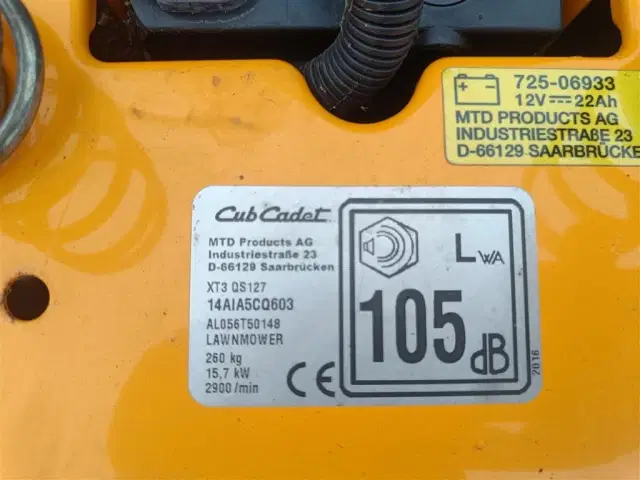 725-06933
12V⎓22Ah
MTD PRODUCTS AG
INDUSTRIESTRAßE 23
D-66129 SAARBRÜCKE
Cub Cadet
MTD Products AG
Industriestraße 23
D-66129 Saarbrücken
XT3 QS127
14AIA5CQ603
AL056T50148
LAWNMOWER
260 kg
15,7 kW
2900 /min
CE
LWA
105
dB
2016